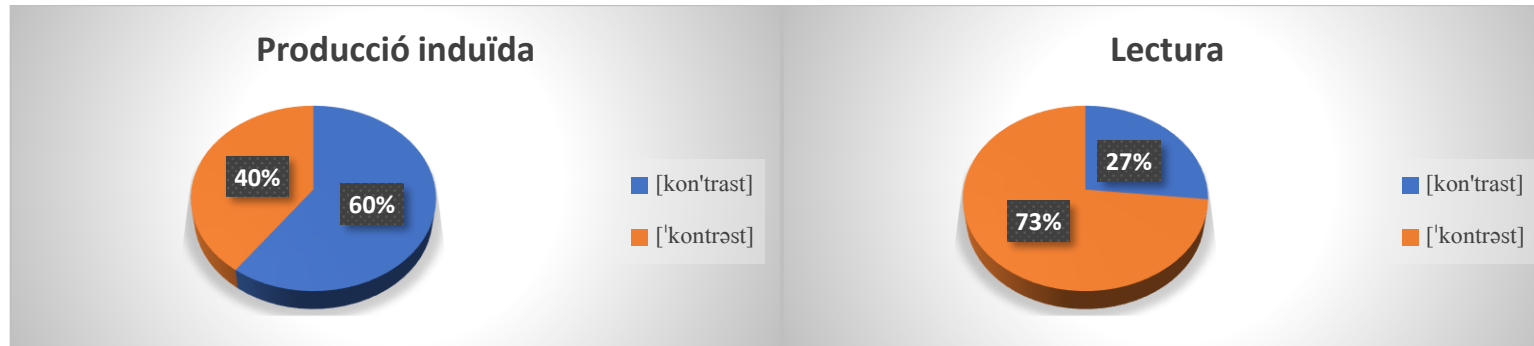 Producció induïda
40%
60%
[kon'trast]
[ˈkontrəst]
Lectura
27%
73%
[kon'trast]
[ˈkontrəst]